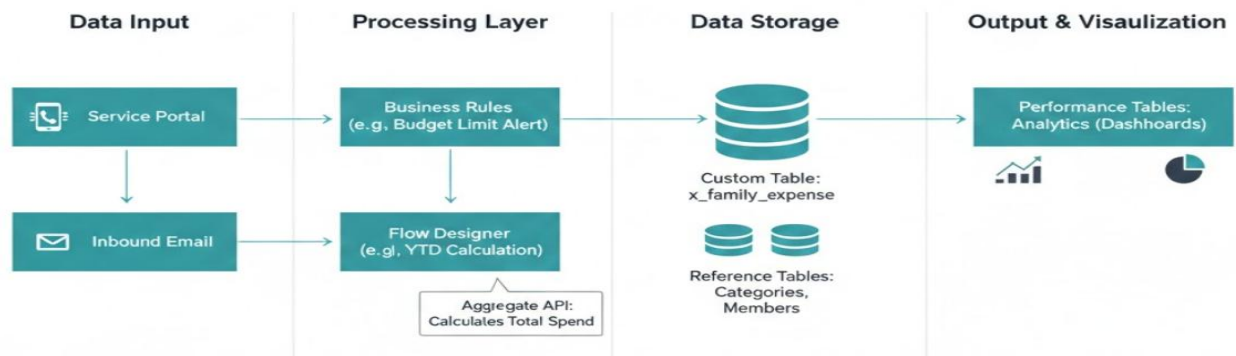 Data Input
Processing Layer
Data Storage
Output & Visaulization
Service Portal
Business Rules
(e.g, Budget Limit Alert)
Performance Tables:
Analytics (Dashhoards)
Custom Table:
x_family_expense
Inbound Email
Flow Designer
(e.g|, YTD Calculation)
Reference Tables:
Categories,
Members
Aggregate API:
Calculates Total Spend